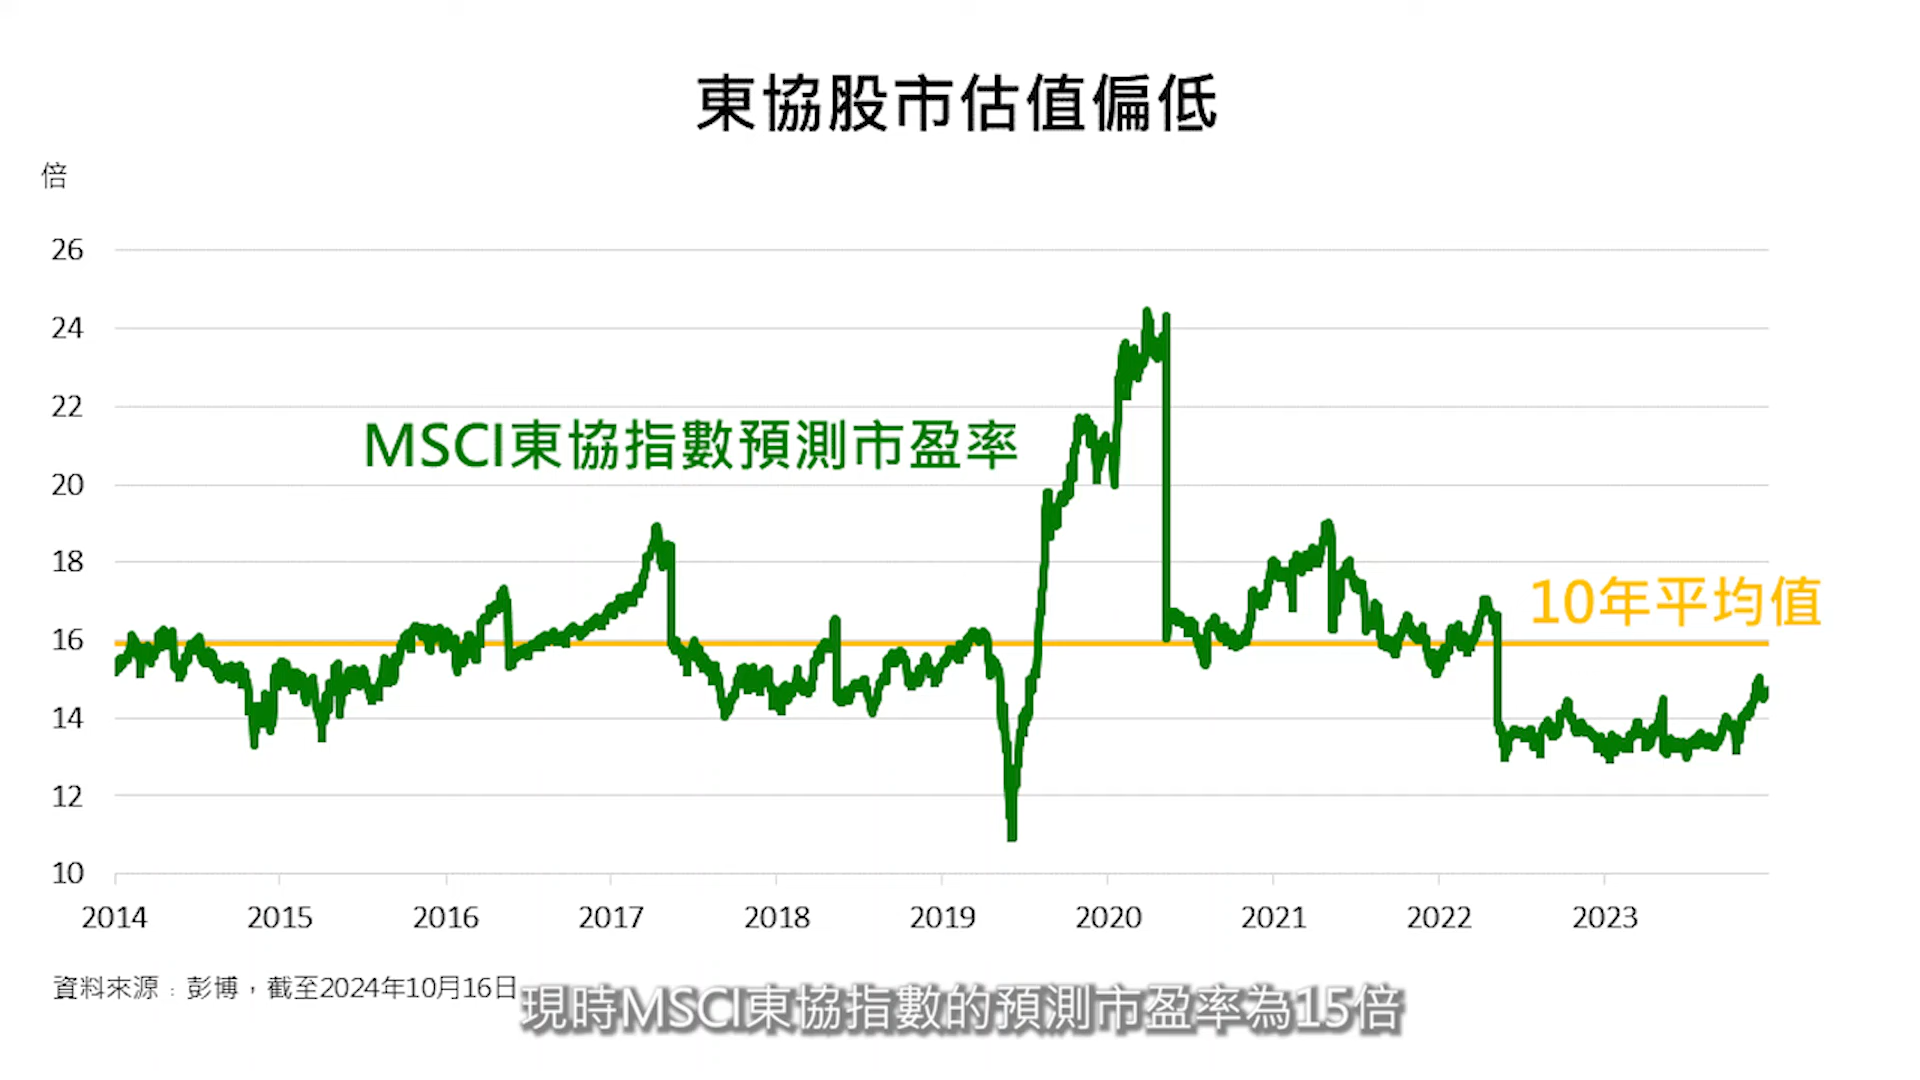 東協股市估值偏低
倍
26
24
22
MSCI東協指數預測市盈率
20
18
10年平均值
16
14
12
10
2014 2015 2016 2017 2018 2019 2020 2021 2022 2023
資料來源：彭博，截至2024年10月16日
現時MSCI東協指數的預測市盈率為15倍